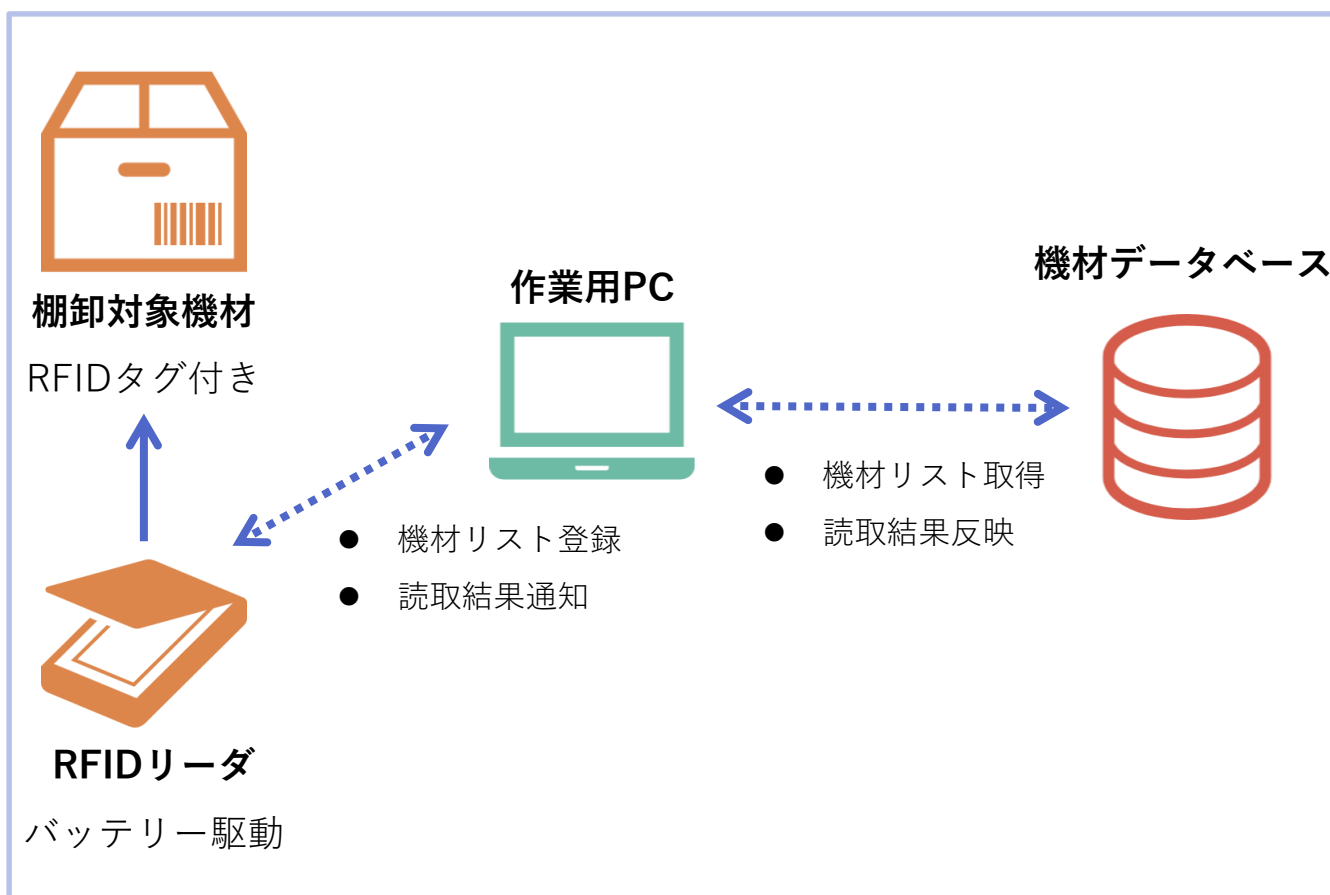 棚卸対象機材
RFIDタグ付き
RFIDリーダ
バッテリー駆動
作業用PC
● 機材リスト登録
● 読取結果通知
機材データベース
● 機材リスト取得
● 読取結果反映